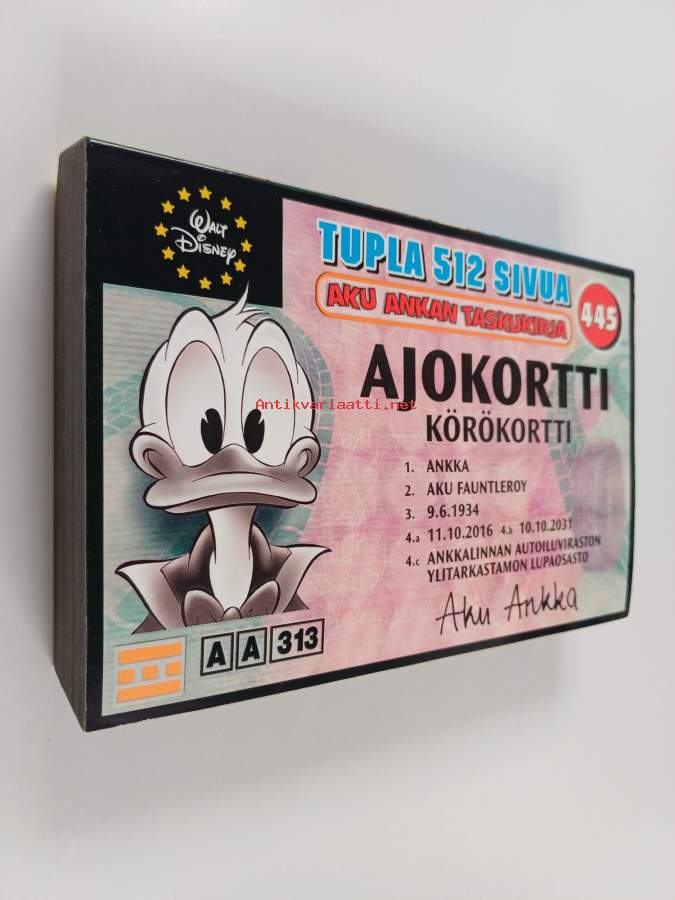 WALT
DISNEY
TUPLA 512 SIVUA
AKU ANKAN TASKUKIRJA
445
AJOKORTTI
KÖRÖKORTTI
1. ANKKA
2. AKU FAUNTLEROY
3. 9.6.1934
4.a 11.10.2016 4.b 10.10.2031
4.c ANKKALINNAN AUTOILUVIRASTON
YLITARKASTAMON LUPAOSASTO
Aku Ankka
A A 313
Antikvariaatti.net